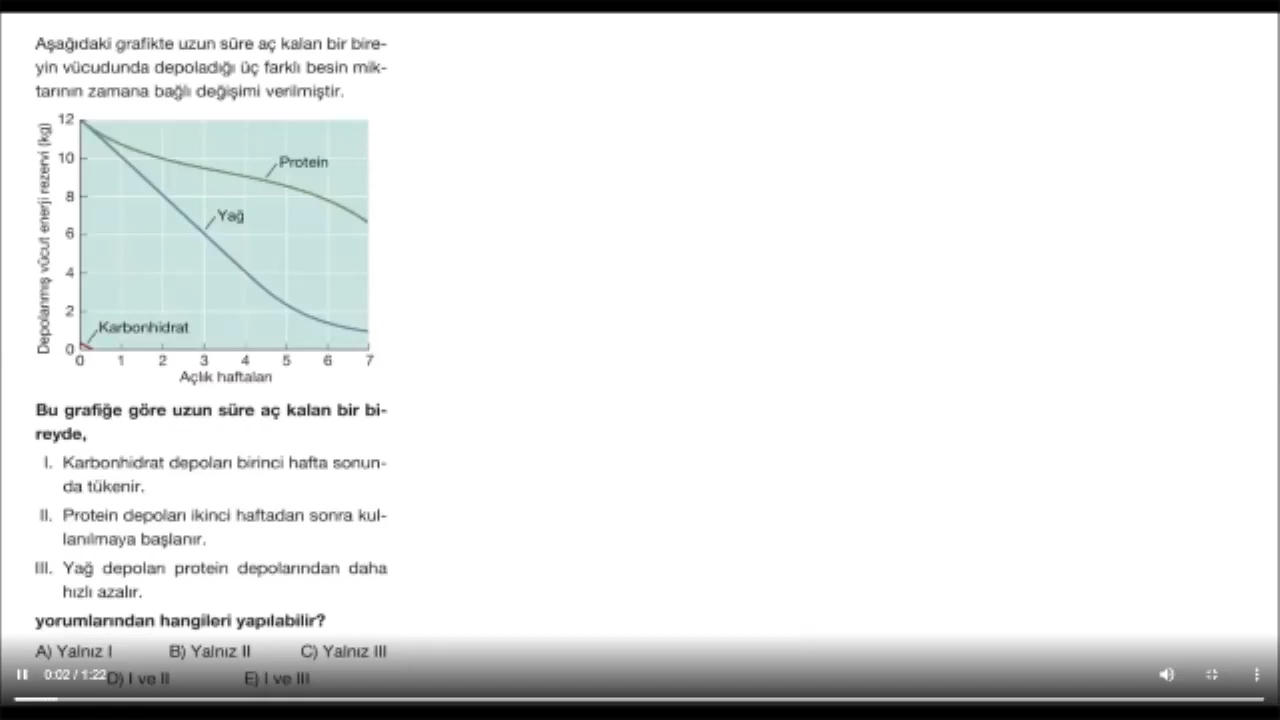 Aşağıdaki grafikte uzun süre aç kalan bir bire-
yin vücudunda depoladığı üç farklı besin mik-
tarının zamana bağlı değişimi verilmiştir.
Depolanmış vücut enerji rezervi (kg)
12
10
8
6
4
2
0
Protein
Yağ
Karbonhidrat
0 1 2 3 4 5 6 7
Açlık haftaları
Bu grafiğe göre uzun süre aç kalan bir bi-
reyde,
I. Karbonhidrat depoları birinci hafta sonun-
da tükenir.
II. Protein depoları ikinci haftadan sonra kul-
lanılmaya başlanır.
III. Yağ depoları protein depolarından daha
hızlı azalır.
yorumlarından hangileri yapılabilir?
A) Yalnız I B) Yalnız II C) Yalnız III
D) I ve II E) I ve III
0:02 / 1:22